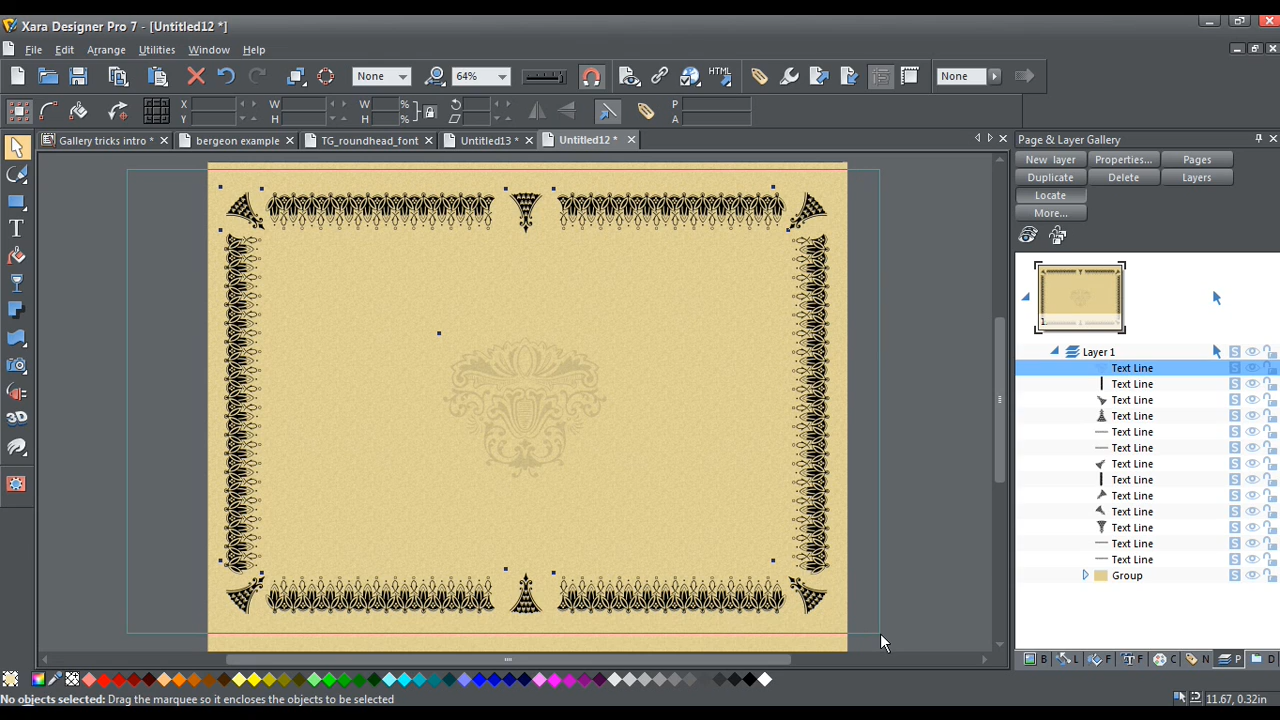 Xara Designer Pro 7 - [Untitled12 *]
File Edit Arrange Utilities Window Help
None 64% HTML None
X W W % P
Y H H % A
Gallery tricks intro * bergeon example TG_roundhead_font Untitled13 * Untitled12 *
Page & Layer Gallery
New layer Properties... Pages
Duplicate Delete Layers
Locate
More...
1
Layer 1 S
Text Line S
Text Line S
Text Line S
Text Line S
Text Line S
Text Line S
Text Line S
Text Line S
Text Line S
Text Line S
Text Line S
Text Line S
Text Line S
Group S
3D
B L F F C N P D
No objects selected: Drag the marquee so it encloses the objects to be selected
11.67, 0.32in